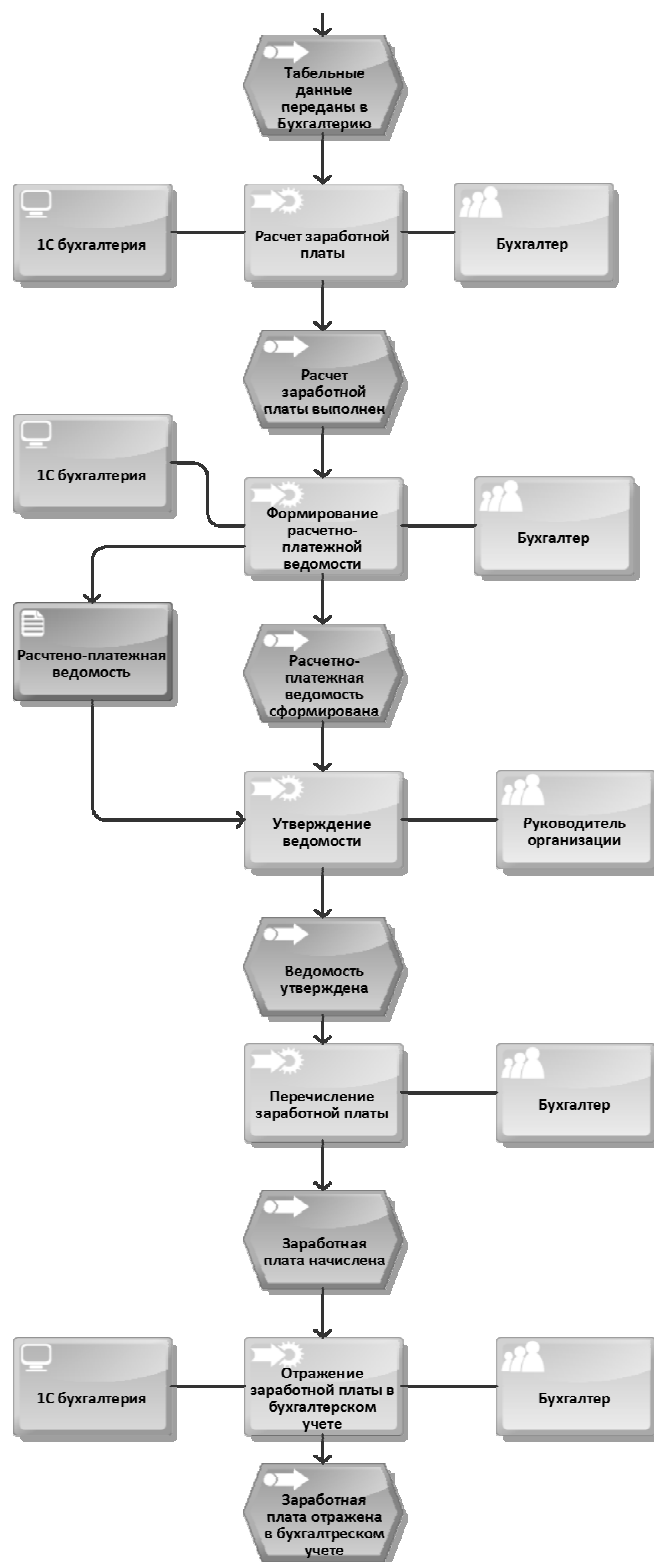 Табельные
данные
переданы в
Бухгалтерию
1С бухгалтерия
Расчет заработной
платы
Бухгалтер
Расчет
заработной
платы выполнен
1С бухгалтерия
Формирование
расчетно-
платежной
ведомости
Бухгалтер
Расчтено-платежная
ведомость
Расчетно-
платежная
ведомость
сформирована
Утверждение
ведомости
Руководитель
организации
Ведомость
утверждена
Перечисление
заработной платы
Бухгалтер
Заработная
плата начислена
1С бухгалтерия
Отражение
заработной платы в
бухгалтерском
учете
Бухгалтер
Заработная
плата отражена
в бухгалтреском
учете